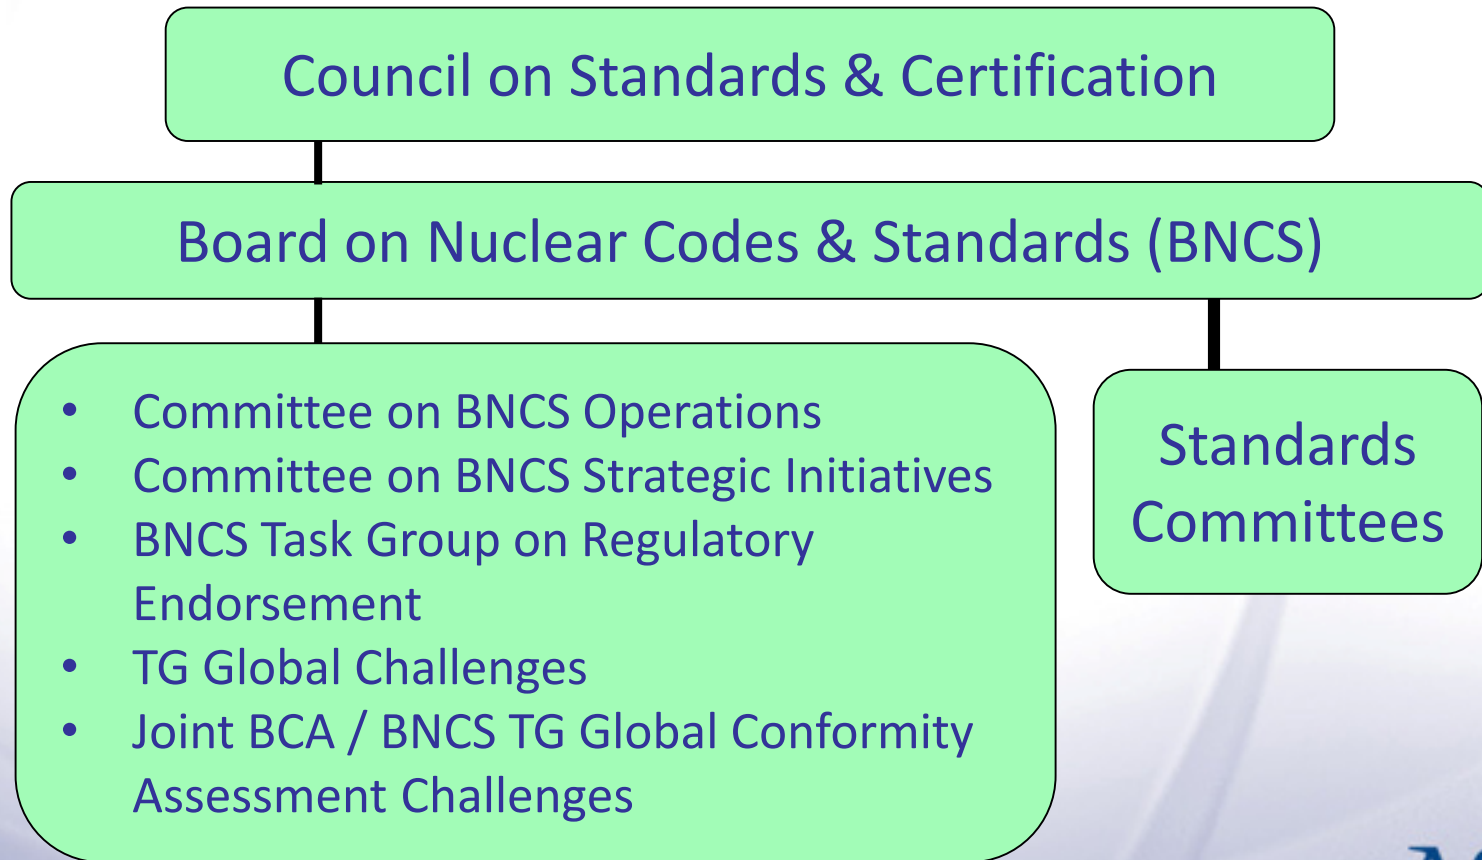 Council on Standards & Certification
Board on Nuclear Codes & Standards (BNCS)
• Committee on BNCS Operations
• Committee on BNCS Strategic Initiatives
• BNCS Task Group on Regulatory
Endorsement
• TG Global Challenges
• Joint BCA / BNCS TG Global Conformity
Assessment Challenges
Standards
Committees